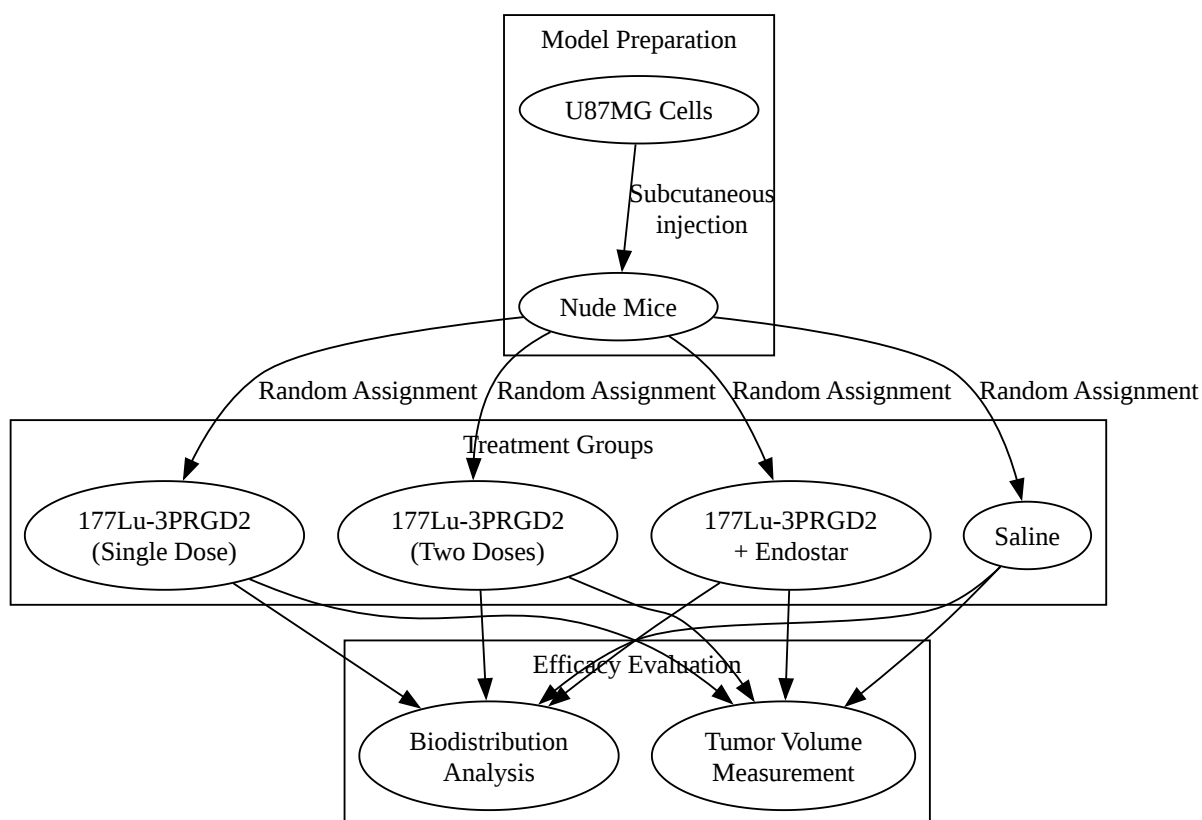 Model Preparation
U87MG Cells
Subcutaneous
injection
Nude Mice
Random Assignment
Random Assignment
Random Assignment
Random Assignment
Treatment Groups
177Lu-3PRGD2
(Single Dose)
177Lu-3PRGD2
(Two Doses)
177Lu-3PRGD2
+ Endostar
Saline
Efficacy Evaluation
Biodistribution
Analysis
Tumor Volume
Measurement